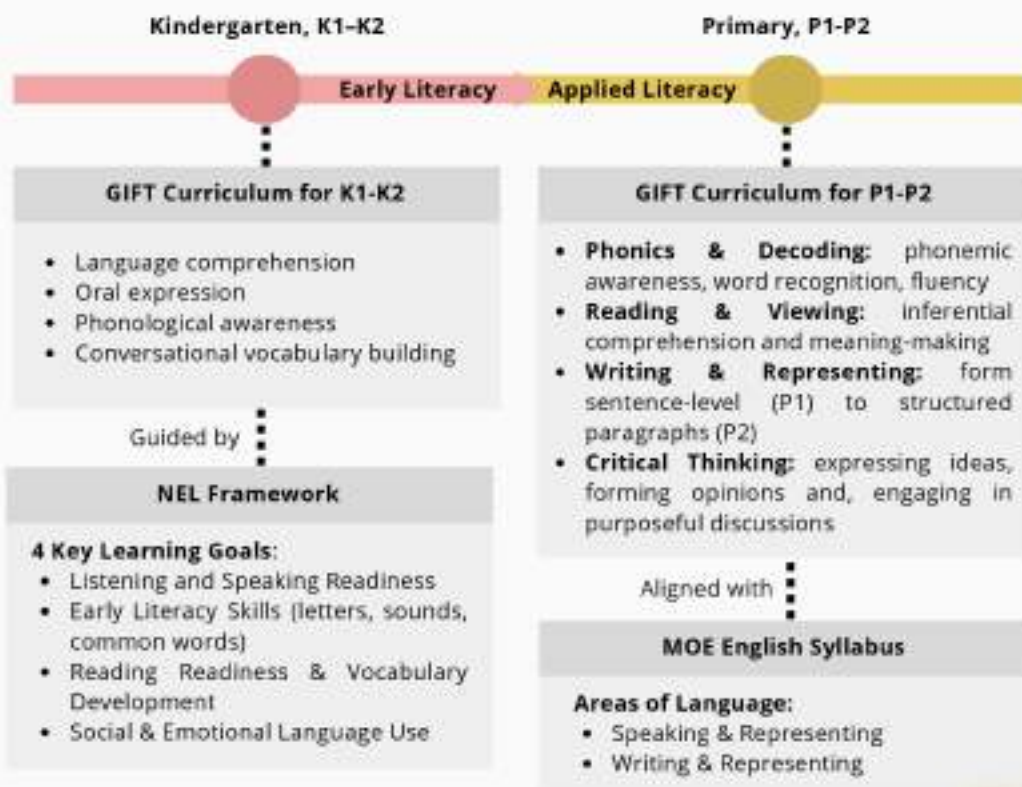 Kindergarten, K1–K2
Early Literacy
GIFT Curriculum for K1-K2
• Language comprehension
• Oral expression
• Phonological awareness
• Conversational vocabulary building
Guided by
NEL Framework
4 Key Learning Goals:
• Listening and Speaking Readiness
• Early Literacy Skills (letters, sounds,
common words)
• Reading Readiness & Vocabulary
Development
• Social & Emotional Language Use
Primary, P1-P2
Applied Literacy
GIFT Curriculum for P1-P2
• Phonics & Decoding: phonemic
awareness, word recognition, fluency
• Reading & Viewing: inferential
comprehension and meaning-making
• Writing & Representing: form
sentence-level (P1) to structured
paragraphs (P2)
• Critical Thinking: expressing ideas,
forming opinions and, engaging in
purposeful discussions
Aligned with
MOE English Syllabus
Areas of Language:
• Speaking & Representing
• Writing & Representing